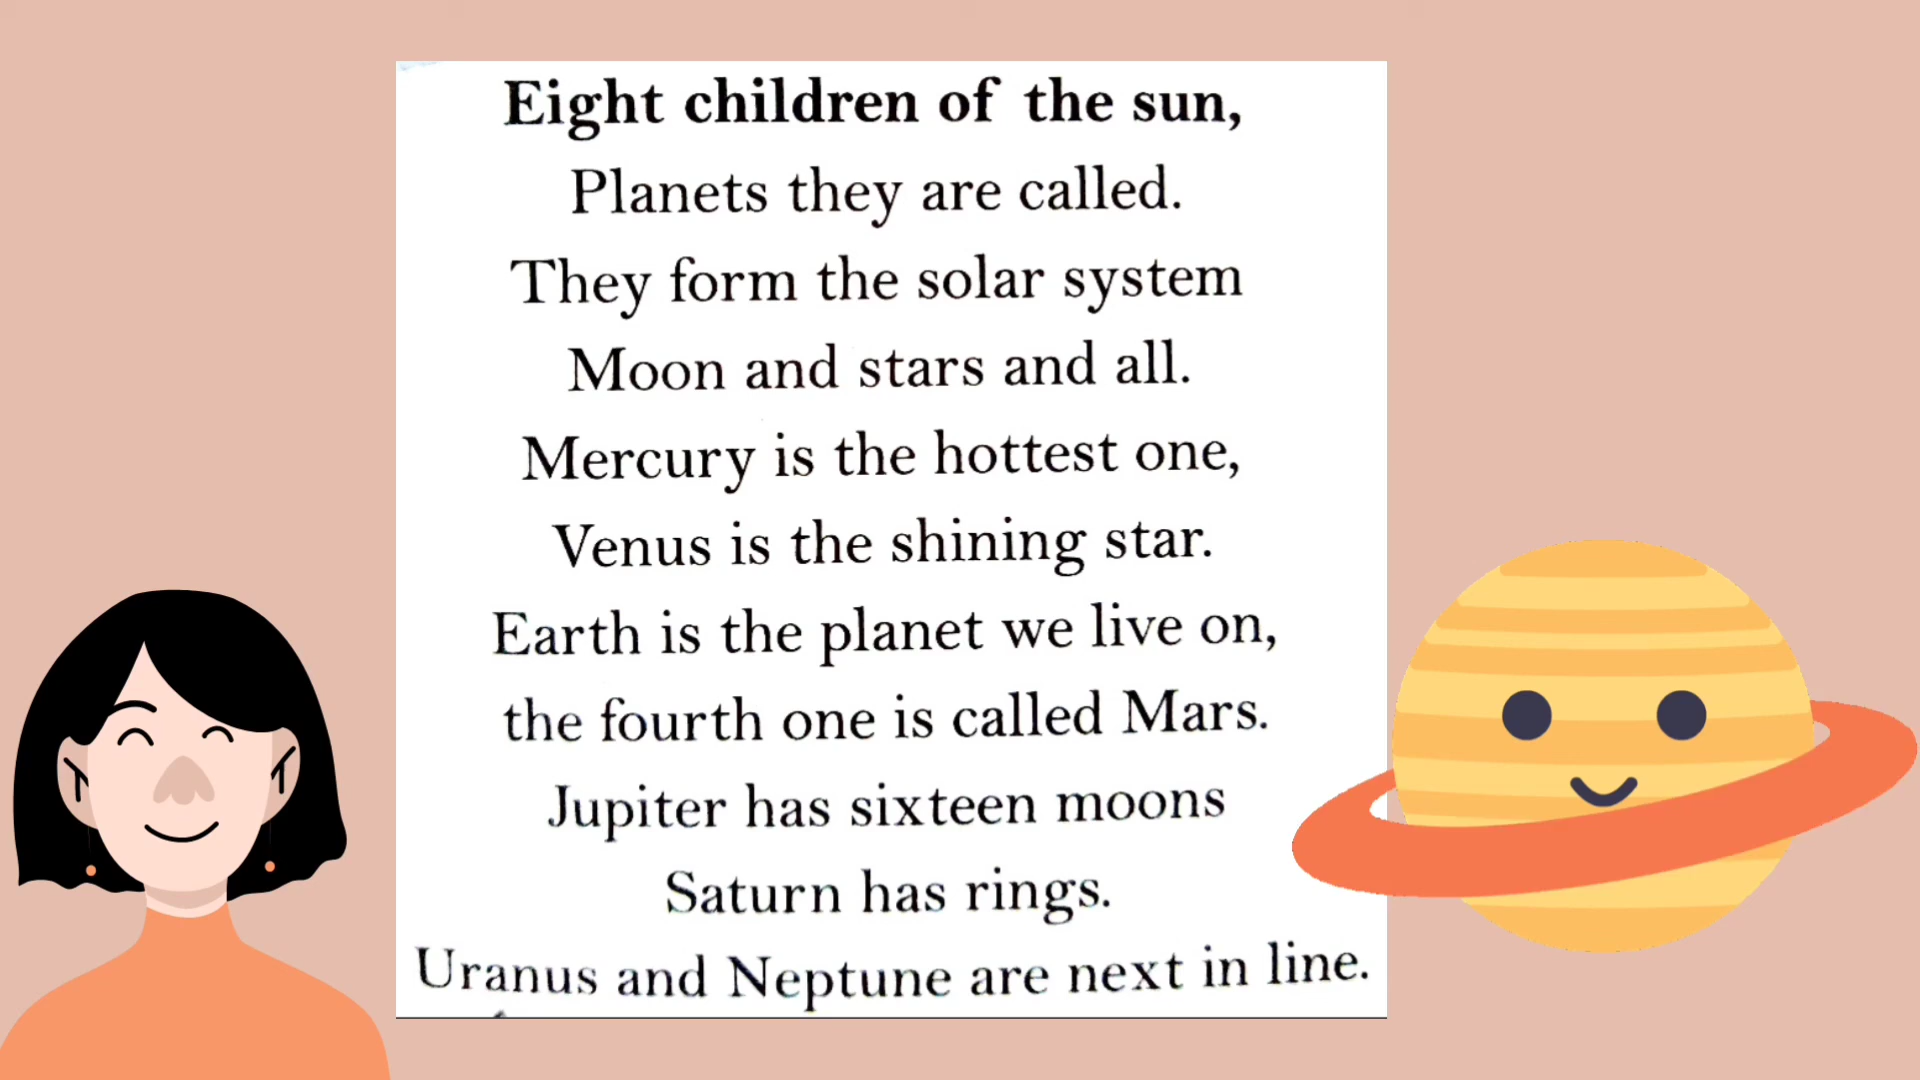 Eight children of the sun,
Planets they are called.
They form the solar system
Moon and stars and all.
Mercury is the hottest one,
Venus is the shining star.
Earth is the planet we live on,
the fourth one is called Mars.
Jupiter has sixteen moons
Saturn has rings.
Uranus and Neptune are next in line.